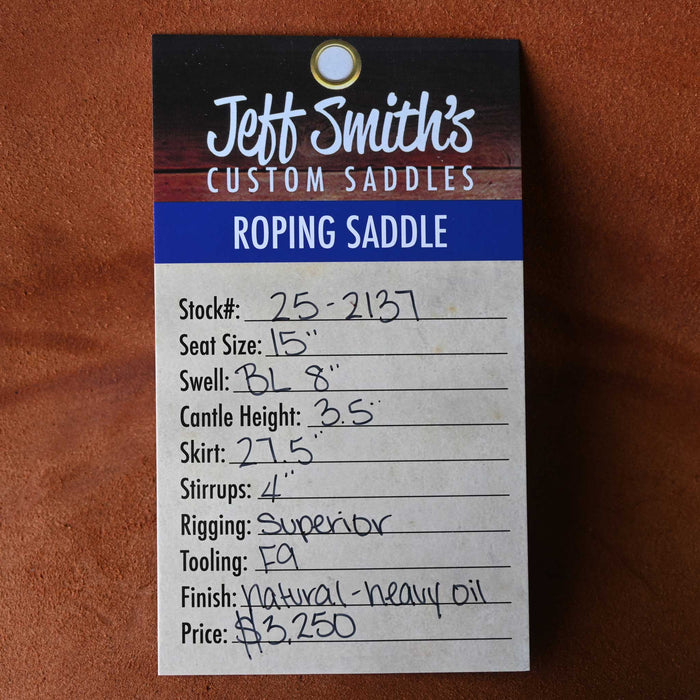 Jeff Smith's
CUSTOM SADDLES
ROPING SADDLE
Stock#: 25-2137
Seat Size: 15"
Swell: BL 8"
Cantle Height: 3.5"
Skirt: 27.5"
Stirrups: 4"
Rigging: Superior
Tooling: F9
Finish: natural-heavy oil
Price: $3,250